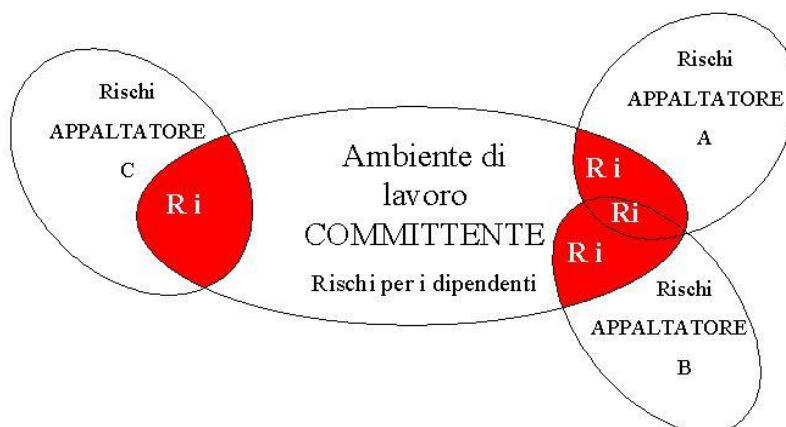 Rischi
APPALTATORE
C
R i
Ambiente di
lavoro
COMMITTENTE
Rischi per i dipendenti
Rischi
APPALTATORE
A
R i
Ri
R i
Rischi
APPALTATORE
B